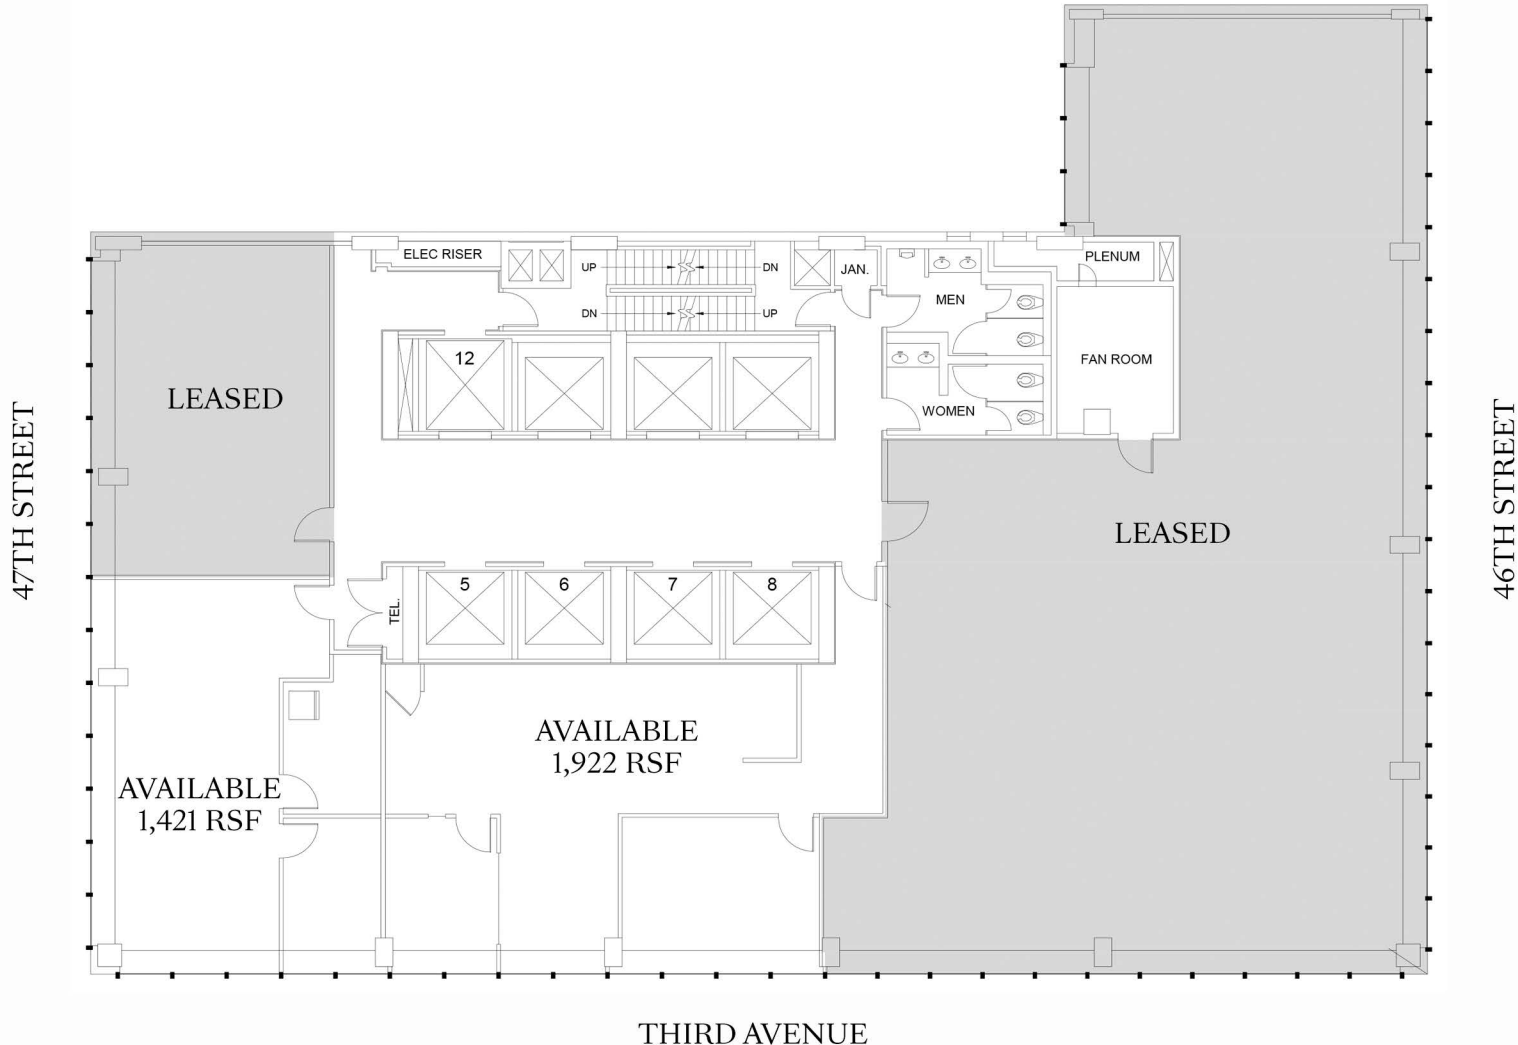 ELEC RISER
UP
DN
DN
UP
JAN.
MEN
PLENUM
12
FAN ROOM
WOMEN
LEASED
47TH STREET
46TH STREET
LEASED
5
6
7
8
TEL.
AVAILABLE
1,922 RSF
AVAILABLE
1,421 RSF
THIRD AVENUE